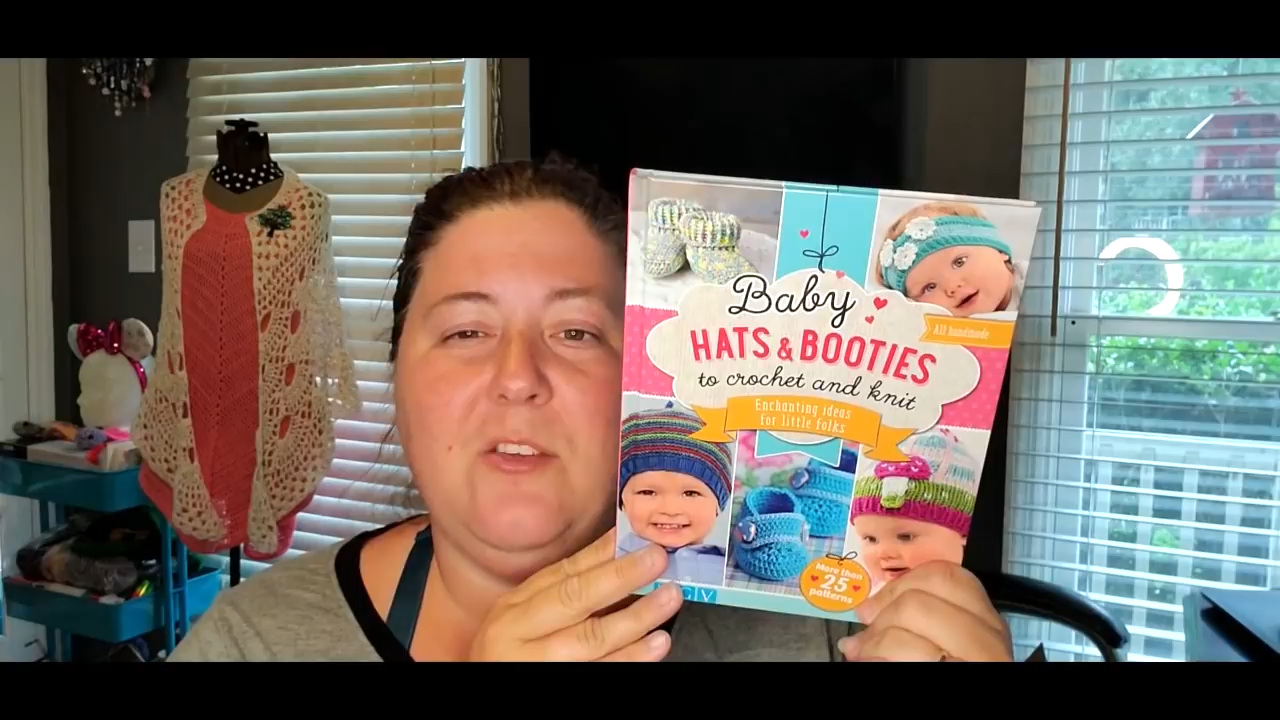 Baby
HATS & BOOTIES
to crochet and knit
Enchanting ideas
for little folks
All handmade
More than
25
patterns